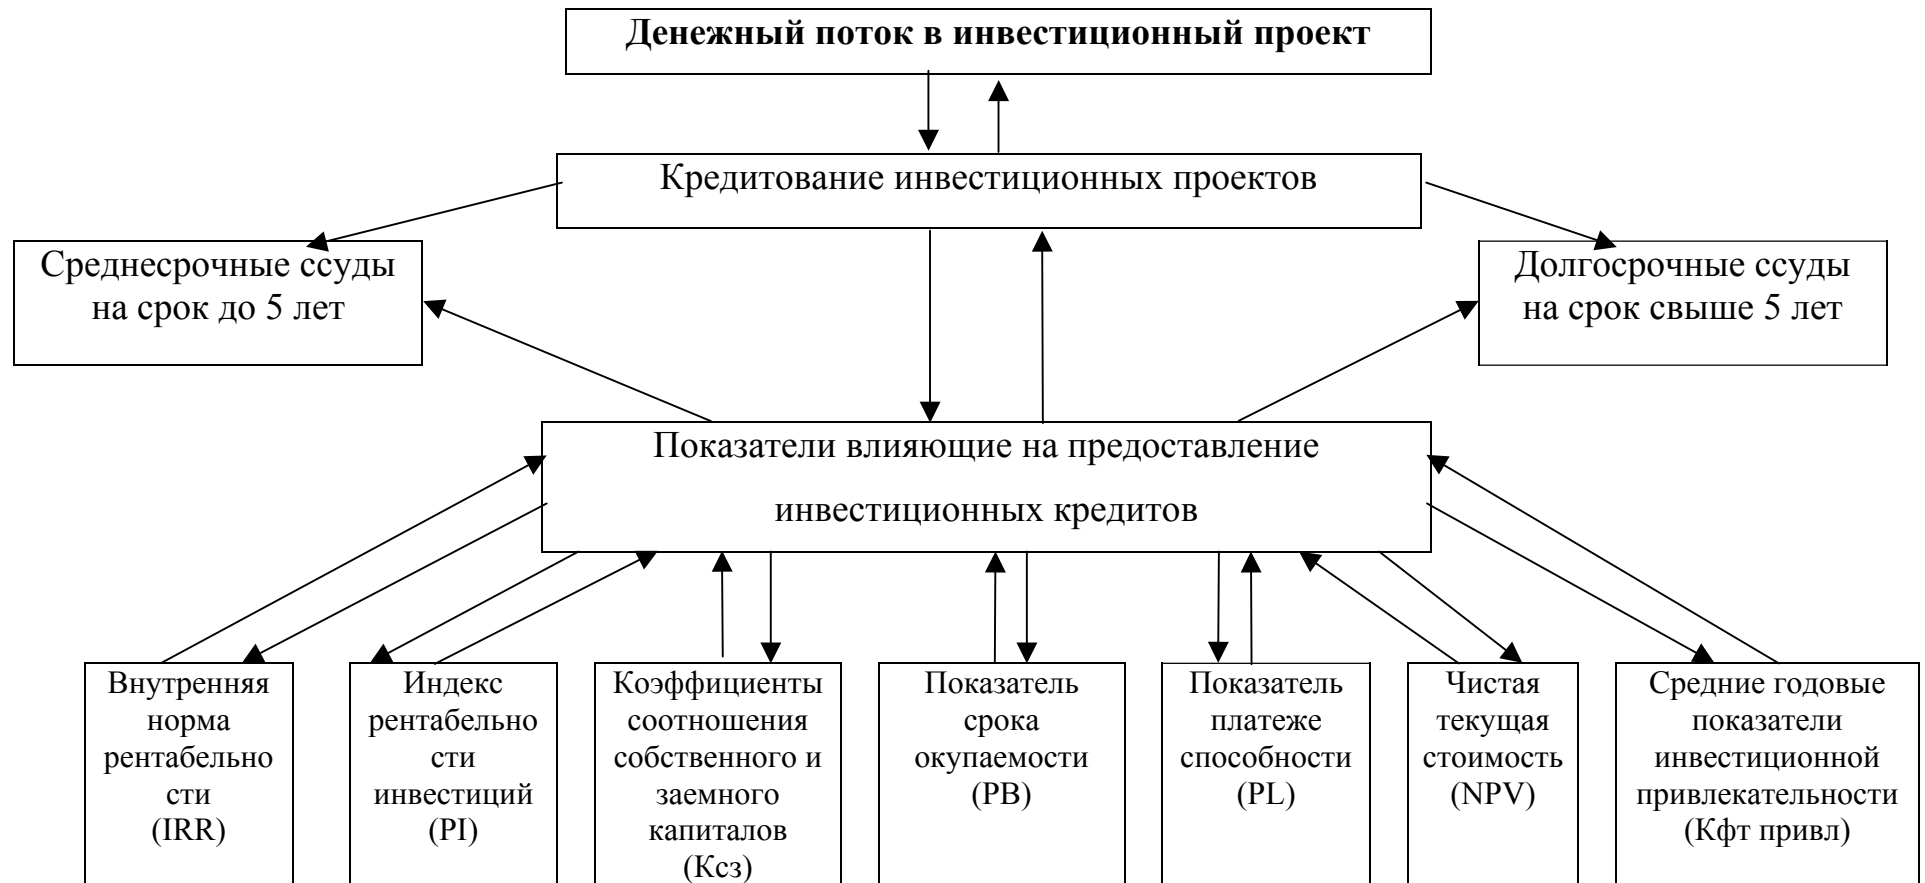 Денежный поток в инвестиционный проект
Кредитование инвестиционных проектов
Среднесрочные ссуды
на срок до 5 лет
Долгосрочные ссуды
на срок свыше 5 лет
Показатели влияющие на предоставление
инвестиционных кредитов
Внутренняя
норма
рентабельно
сти
(IRR)
Индекс
рентабельно
сти
инвестиций
(PI)
Коэффициенты
соотношения
собственного и
заемного
капиталов
(Ксз)
Показатель
срока
окупаемости
(PB)
Показатель
платеже
способности
(PL)
Чистая
текущая
стоимость
(NPV)
Средние годовые
показатели
инвестиционной
привлекательности
(Кфт привл)